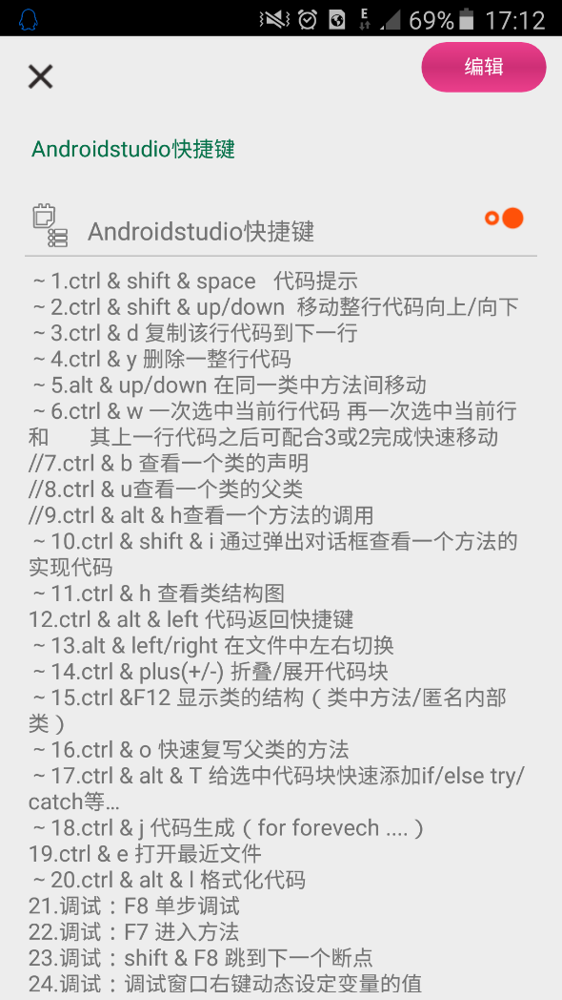 E
69%
17:12
编辑
Androidstudio快捷键
Androidstudio快捷键
～1.ctrl & shift & space   代码提示
～2.ctrl & shift & up/down  移动整行代码向上/向下
～3.ctrl & d 复制该行代码到下一行
～4.ctrl & y 删除一整行代码
～5.alt & up/down 在同一类中方法间移动
～6.ctrl & w 一次选中当前行代码 再一次选中当前行
和       其上一行代码之后可配合3或2完成快速移动
//7.ctrl & b 查看一个类的声明
//8.ctrl & u查看一个类的父类
//9.ctrl & alt & h查看一个方法的调用
～10.ctrl & shift & i 通过弹出对话框查看一个方法的
实现代码
～11.ctrl & h 查看类结构图
12.ctrl & alt & left 代码返回快捷键
～13.alt & left/right 在文件中左右切换
～14.ctrl & plus(+/-) 折叠/展开代码块
～15.ctrl &F12 显示类的结构（类中方法/匿名内部
类）
～16.ctrl & o 快速复写父类的方法
～17.ctrl & alt & T 给选中代码块快速添加if/else try/
catch等...
～18.ctrl & j 代码生成（for forevech ....）
19.ctrl & e 打开最近文件
～20.ctrl & alt & l 格式化代码
21.调试：F8 单步调试
22.调试：F7 进入方法
23.调试：shift & F8 跳到下一个断点
24.调试：调试窗口右键动态设定变量的值